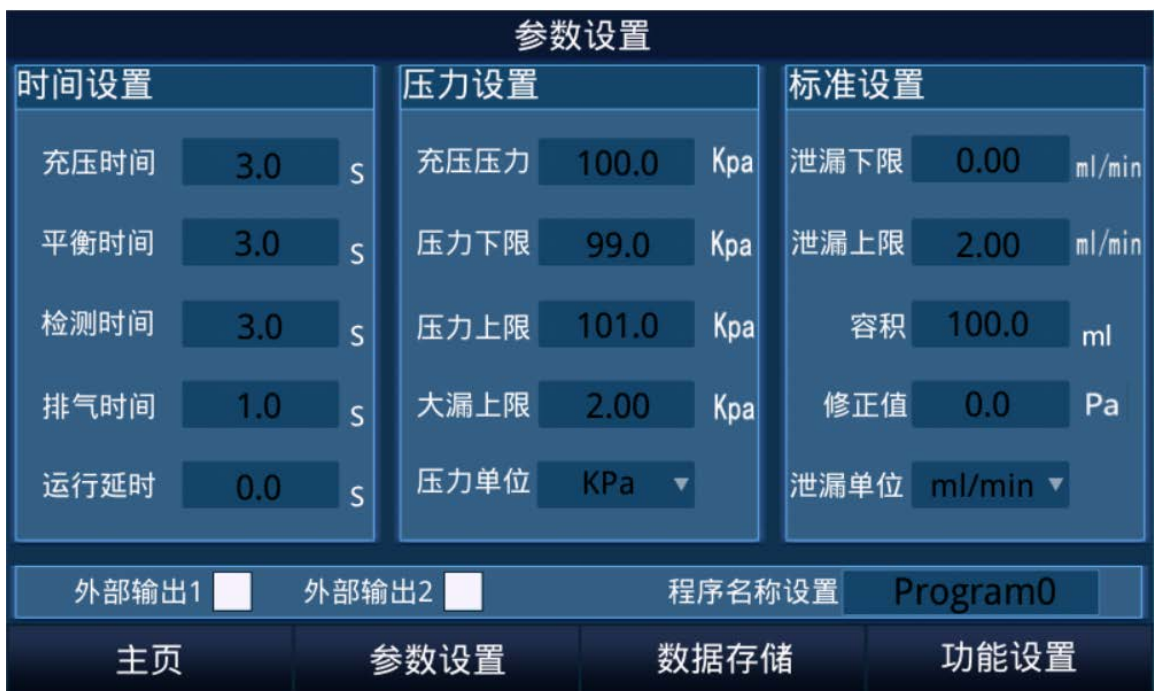 参数设置
时间设置
充压时间 3.0 S
平衡时间 3.0 S
检测时间 3.0 S
排气时间 1.0 S
运行延时 0.0 S
压力设置
充压压力 100.0 Kpa
压力下限 99.0 Kpa
压力上限 101.0 Kpa
大漏上限 2.00 Kpa
压力单位 KPa
标准设置
泄漏下限 0.00 ml/min
泄漏上限 2.00 ml/min
容积 100.0 ml
修正值 0.0 Pa
泄漏单位 ml/min
外部输出1 外部输出2 程序名称设置 Program0
主页 参数设置 数据存储 功能设置